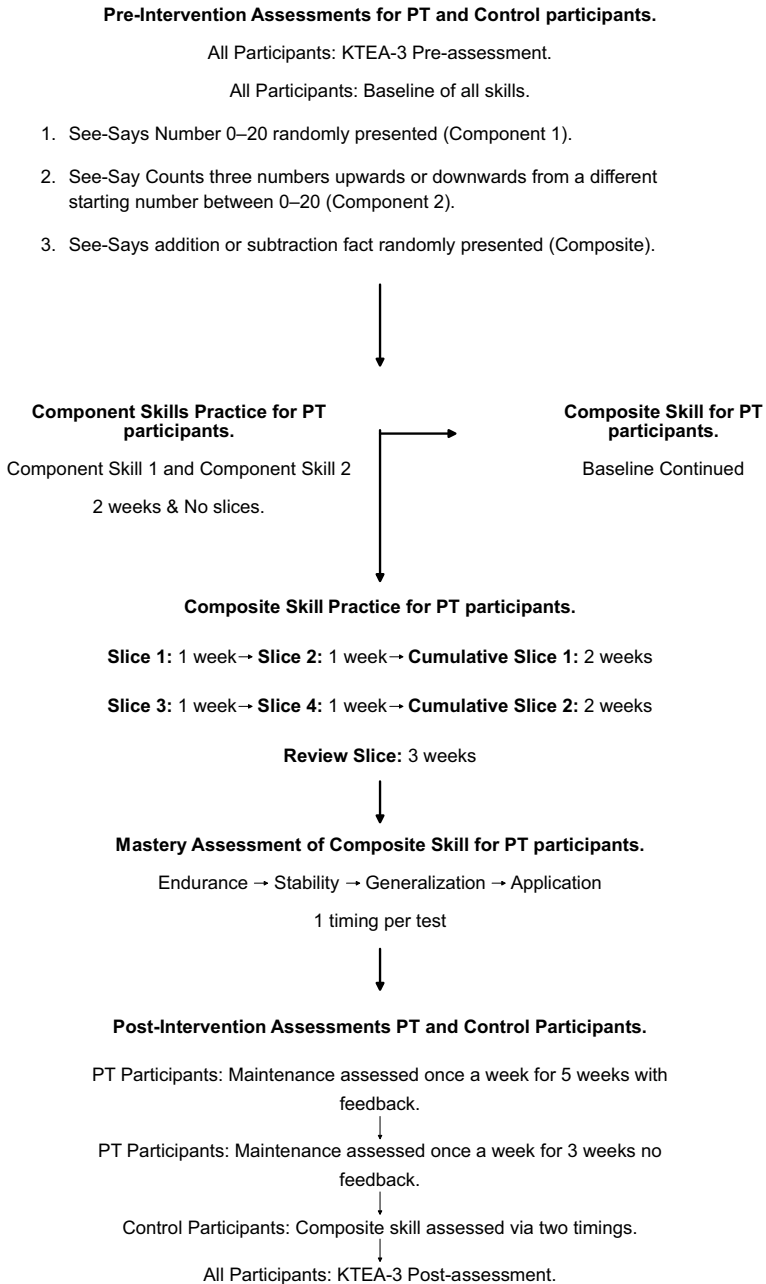 Pre-Intervention Assessments for PT and Control participants.
All Participants: KTEA-3 Pre-assessment.
All Participants: Baseline of all skills.
1. See-Says Number 0–20 randomly presented (Component 1).
2. See-Say Counts three numbers upwards or downwards from a different
starting number between 0–20 (Component 2).
3. See-Says addition or subtraction fact randomly presented (Composite).
Component Skills Practice for PT
participants.
Component Skill 1 and Component Skill 2
2 weeks & No slices.
Composite Skill for PT
participants.
Baseline Continued
Composite Skill Practice for PT participants.
Slice 1: 1 week→ Slice 2: 1 week→ Cumulative Slice 1: 2 weeks
Slice 3: 1 week→ Slice 4: 1 week→ Cumulative Slice 2: 2 weeks
Review Slice: 3 weeks
Mastery Assessment of Composite Skill for PT participants.
Endurance → Stability → Generalization → Application
1 timing per test
Post-Intervention Assessments PT and Control Participants.
PT Participants: Maintenance assessed once a week for 5 weeks with
feedback.
PT Participants: Maintenance assessed once a week for 3 weeks no
feedback.
Control Participants: Composite skill assessed via two timings.
All Participants: KTEA-3 Post-assessment.